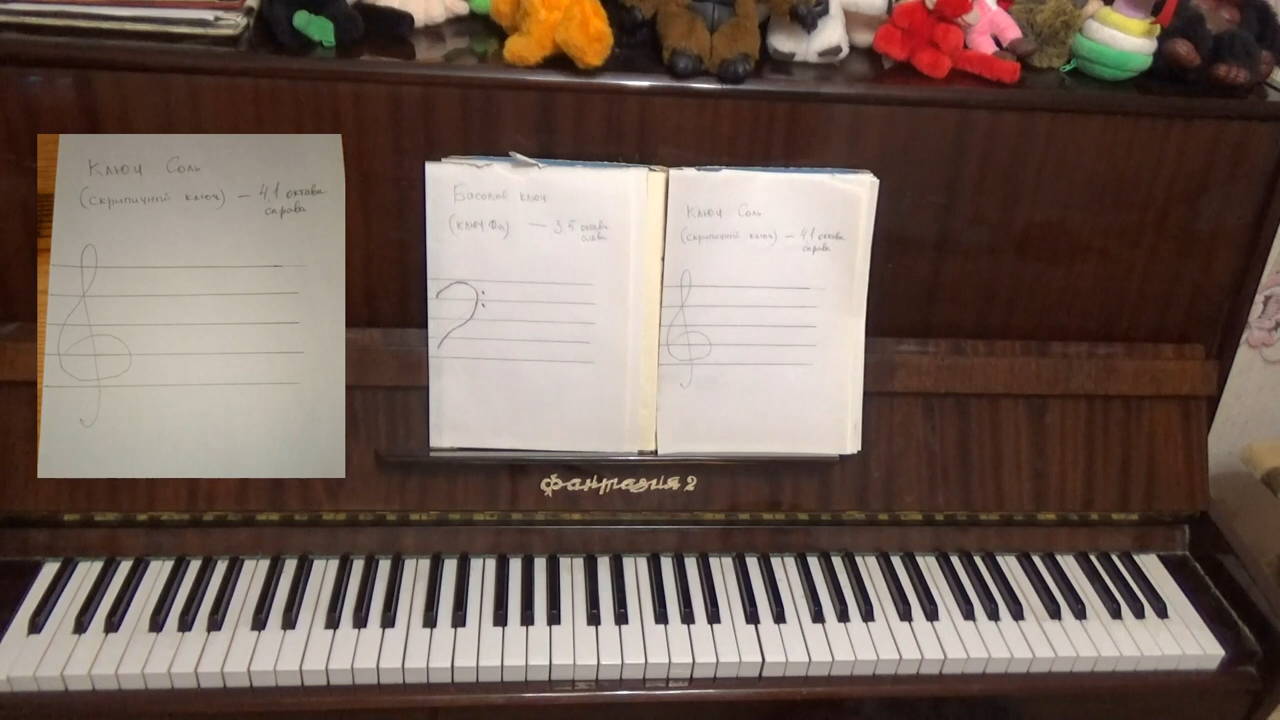 Ключ Соль
(скрипичный ключ) — 4,1 октава
справа
Басовый ключ
(ключ Фа) — 3,5 октава
слева
Ключ Соль
(скрипичный ключ) — 4,1 октава
справа
Фантазия 2